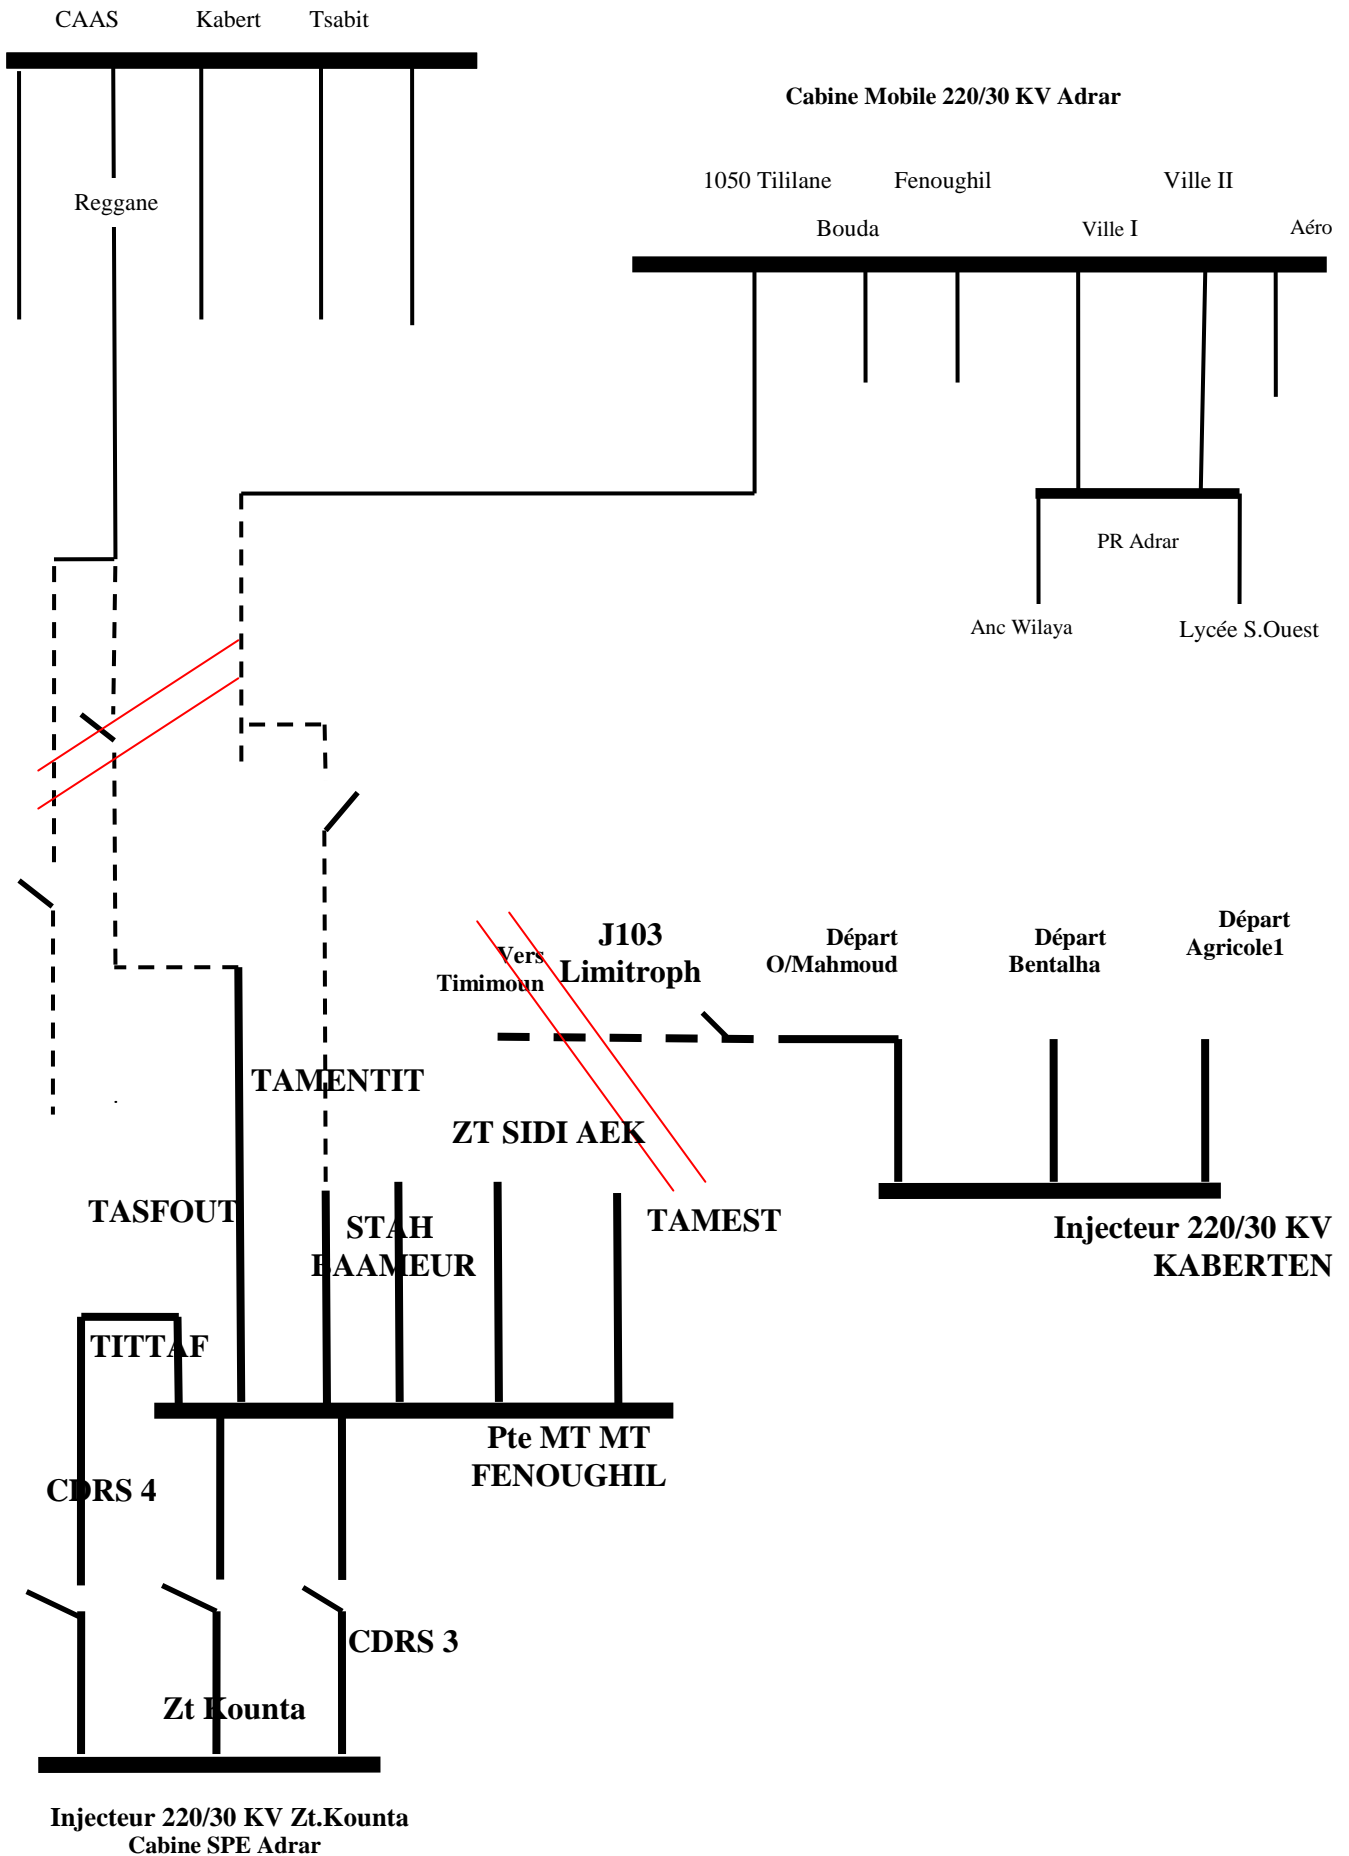 CAAS Kabert Tsabit
Cabine Mobile 220/30 KV Adrar
1050 Tililane Fenoughil Ville II
Reggane
Bouda Ville I Aéro
PR Adrar
Anc Wilaya Lycée S.Ouest
J103
Limitroph
Vers
Timimoun
Départ
O/Mahmoud
Départ
Bentalha
Départ
Agricole1
TAMENTIT
ZT SIDI AEK
TASFOUT
STAH
BAAMEUR
TAMEST
Injecteur 220/30 KV
KABERTEN
TITTAF
Pte MT MT
FENOUGHIL
CDRS 4
CDRS 3
Zt Kounta
Injecteur 220/30 KV Zt.Kounta
Cabine SPE Adrar